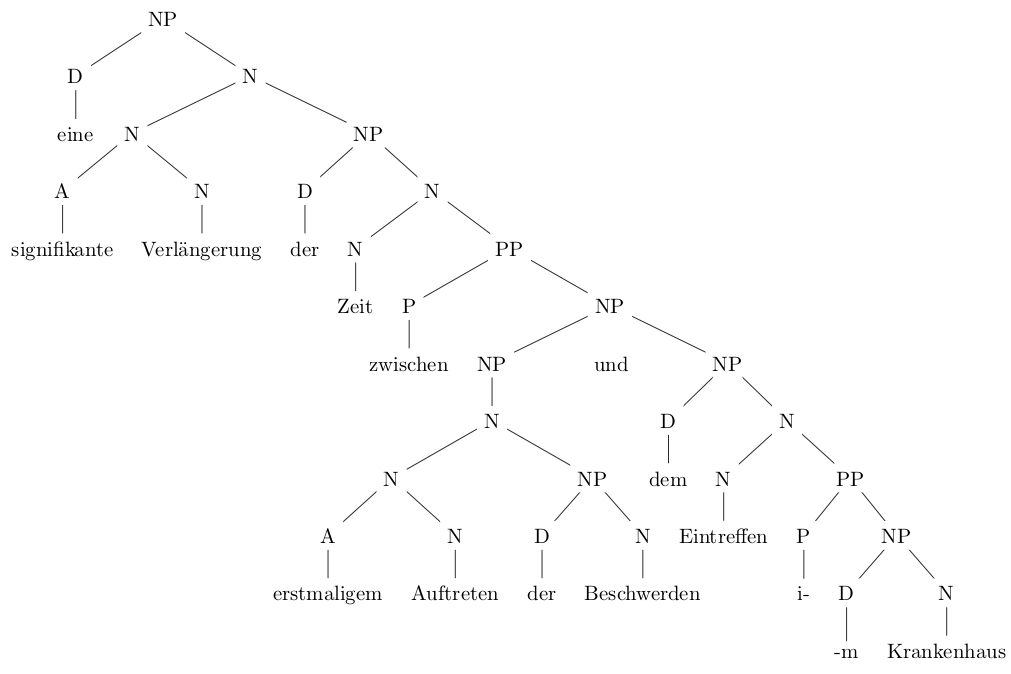 NP
D N
eine N NP
A N D N
signifikante Verlängerung der N PP
Zeit P NP
zwischen NP und NP
N D N
N NP dem N PP
A N D N Eintreffen P NP
erstmaligem Auftreten der Beschwerden i- D N
-m Krankenhaus